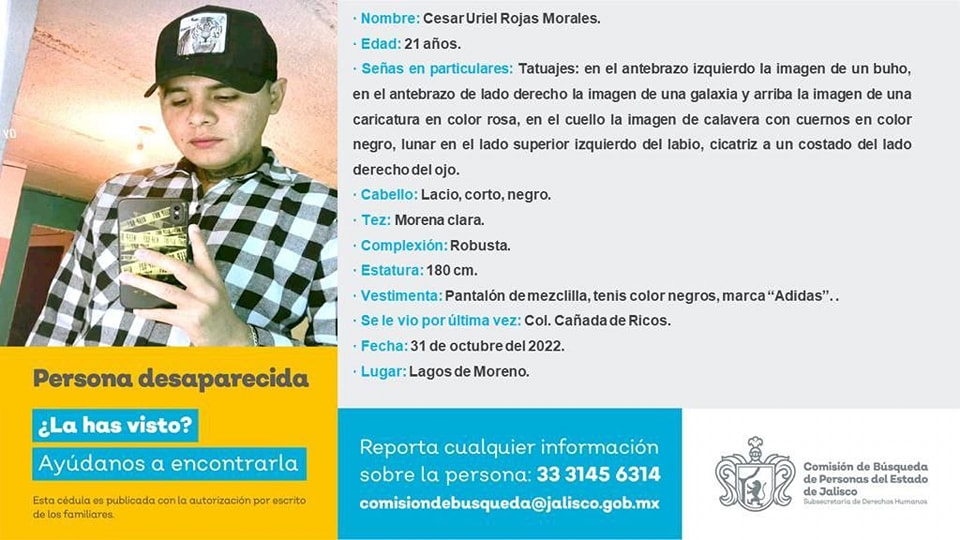 · Nombre: Cesar Uriel Rojas Morales.
· Edad: 21 años.
· Señas en particulares: Tatuajes: en el antebrazo izquierdo la imagen de un buho,
en el antebrazo de lado derecho la imagen de una galaxia y arriba la imagen de una
caricatura en color rosa, en el cuello la imagen de calavera con cuernos en color
negro, lunar en el lado superior izquierdo del labio, cicatriz a un costado del lado
derecho del ojo.
· Cabello: Lacio, corto, negro.
· Tez: Morena clara.
· Complexión: Robusta.
· Estatura: 180 cm.
· Vestimenta: Pantalón de mezclilla, tenis color negros, marca “Adidas”. .
· Se le vio por última vez: Col. Cañada de Ricos.
· Fecha: 31 de octubre del 2022.
· Lugar: Lagos de Moreno.
Persona desaparecida
¿La has visto?
Ayúdanos a encontrarla
Esta cédula es publicada con la autorización por escrito
de los familiares.
Reporta cualquier información
sobre la persona: 33 3145 6314
comisiondebusqueda@jalisco.gob.mx
Comisión de Búsqueda
de Personas del Estado
de Jalisco
Subsecretaría de Derechos Humanos